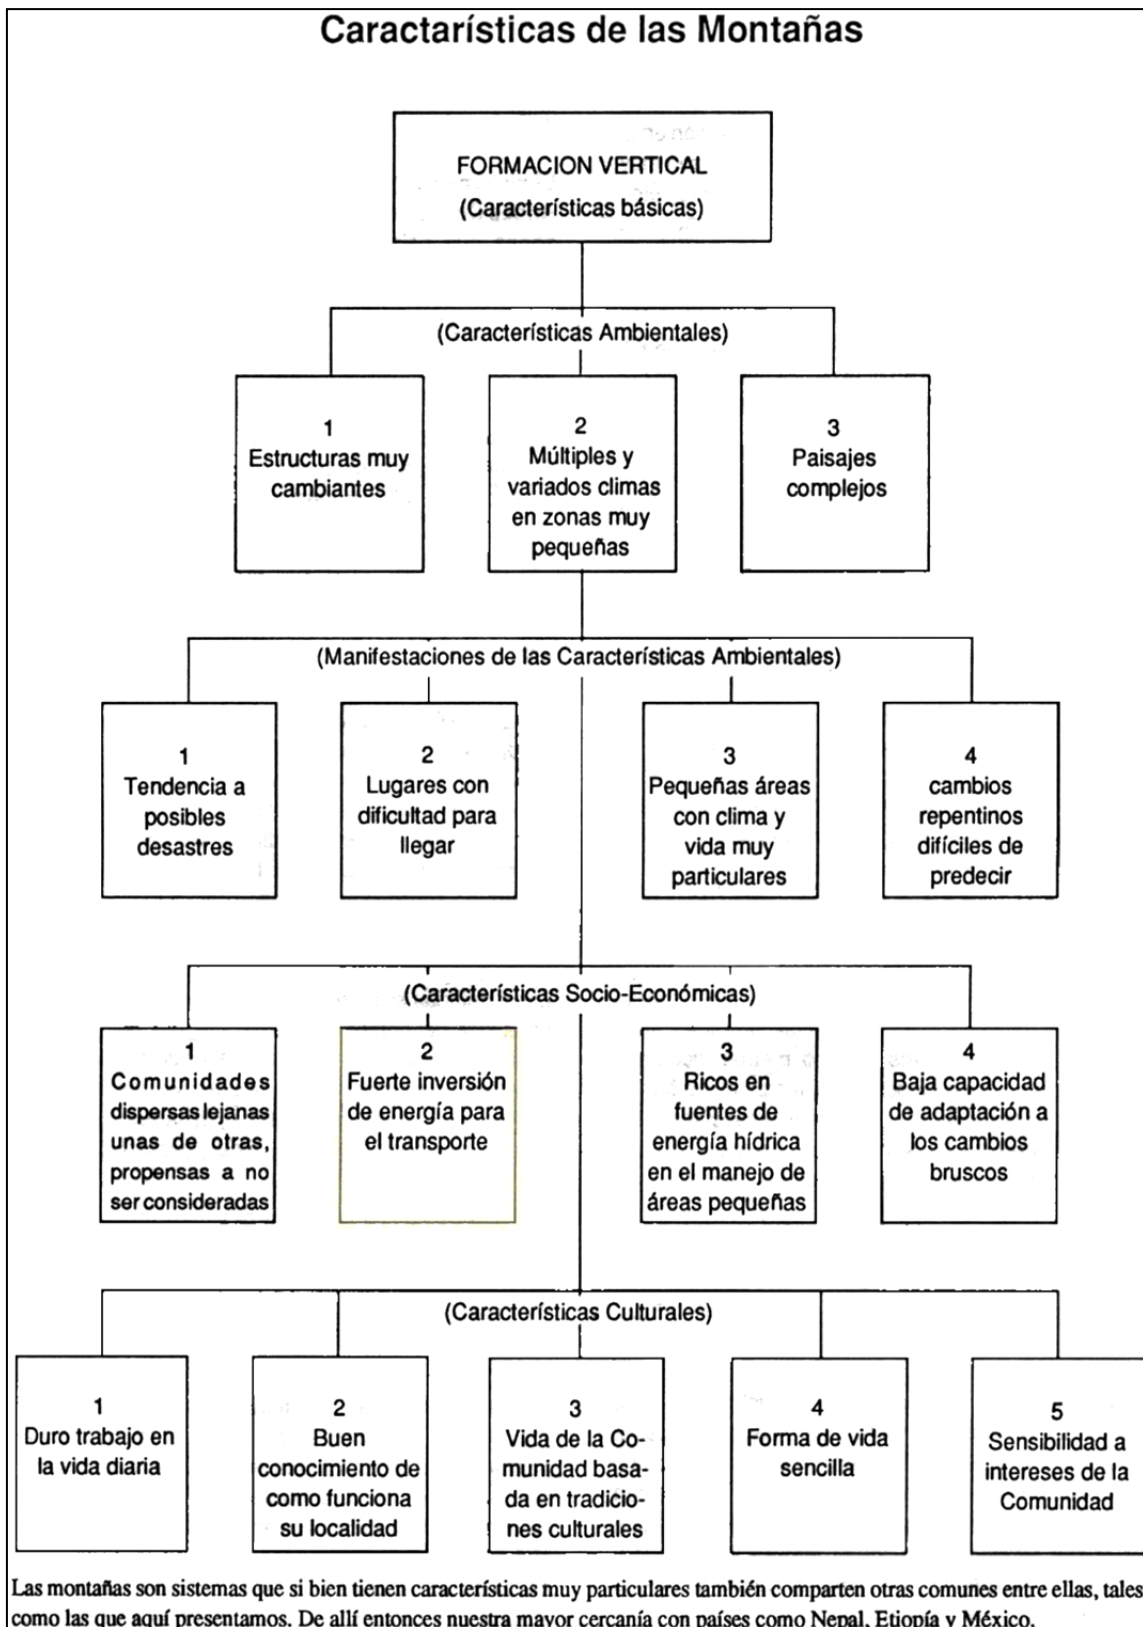 Caractarísticas de las Montañas
FORMACION VERTICAL
(Características básicas)
(Características Ambientales)
1
Estructuras muy
cambiantes
2
Múltiples y
variados climas
en zonas muy
pequeñas
3
Paisajes
complejos
(Manifestaciones de las Características Ambientales)
1
Tendencia a
posibles
desastres
2
Lugares con
dificultad para
llegar
3
Pequeñas áreas
con clima y
vida muy
particulares
4
cambios
repentinos
difíciles de
predecir
(Características Socio-Económicas)
1
Comunidades
dispersas lejanas
unas de otras,
propensas a no
ser consideradas
2
Fuerte inversión
de energía para
el transporte
3
Ricos en
fuentes de
energía hídrica
en el manejo de
áreas pequeñas
4
Baja capacidad
de adaptación a
los cambios
bruscos
(Características Culturales)
1
Duro trabajo en
la vida diaria
2
Buen
conocimiento de
como funciona
su localidad
3
Vida de la Co-
munidad basa-
da en tradicio-
nes culturales
4
Forma de vida
sencilla
5
Sensibilidad a
intereses de la
Comunidad
Las montañas son sistemas que si bien tienen características muy particulares también comparten otras comunes entre ellas, tales
como las que aquí presentamos. De allí entonces nuestra mayor cercanía con países como Nepal, Etiopía y México.